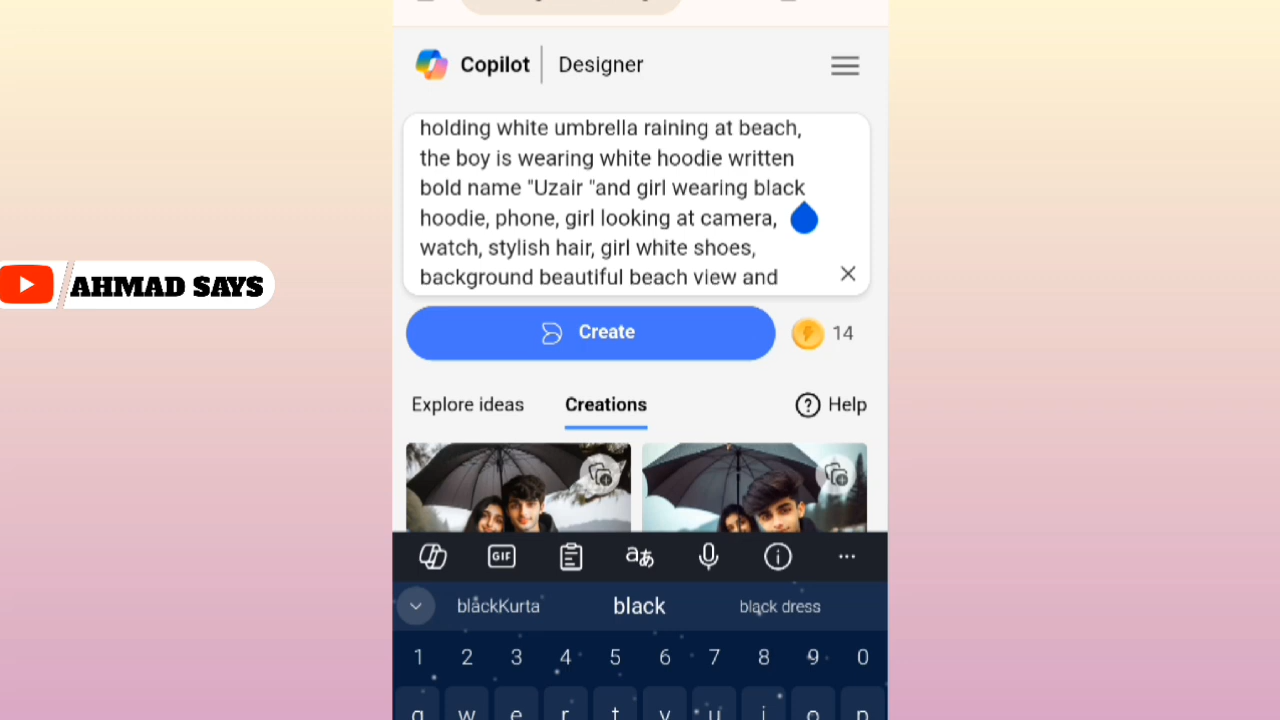 Copilot | Designer
holding white umbrella raining at beach,
the boy is wearing white hoodie written
bold name "Uzair "and girl wearing black
hoodie, phone, girl looking at camera,
watch, stylish hair, girl white shoes,
background beautiful beach view and
AHMAD SAYS
Create 14
Explore ideas Creations ? Help
GIF aあ
blackKurta black black dress
1 2 3 4 5 6 7 8 9 0
q w e r t y u i o p